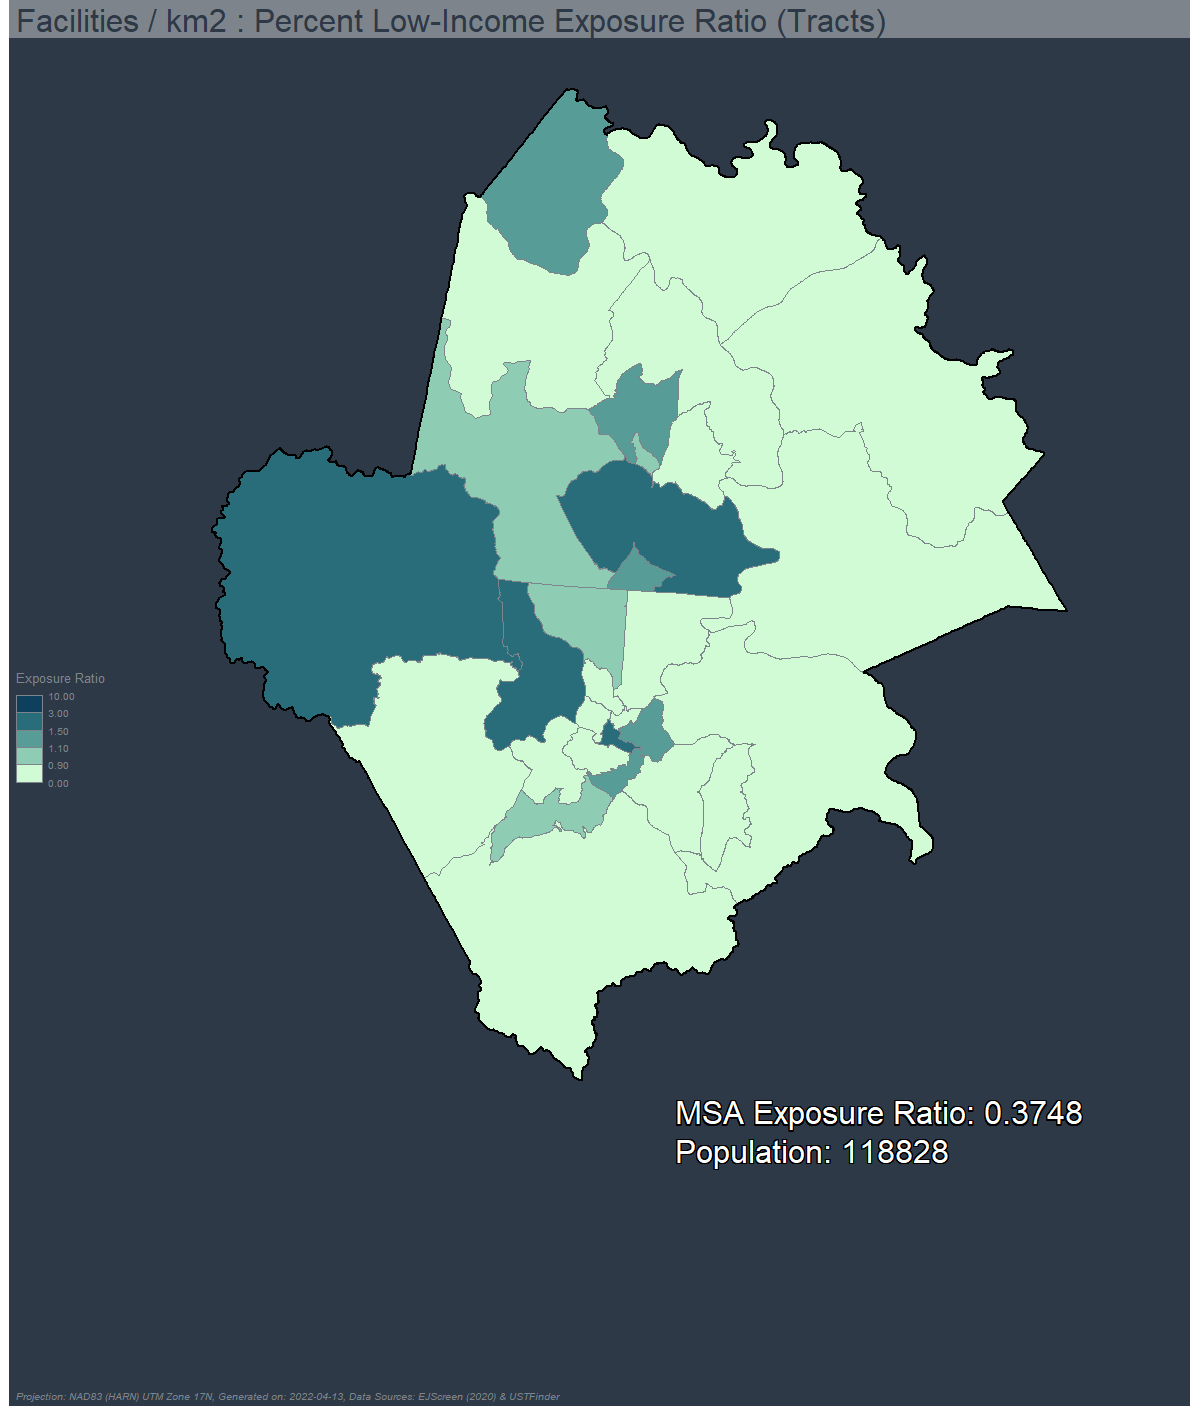 Facilities / km2 : Percent Low-Income Exposure Ratio (Tracts)
Exposure Ratio
10.00
3.00
1.50
1.10
0.90
0.00
MSA Exposure Ratio: 0.3748
Population: 118828
Projection: NAD83 (HARN) UTM Zone 17N, Generated on: 2022-04-13, Data Sources: EJScreen (2020) & USTFinder